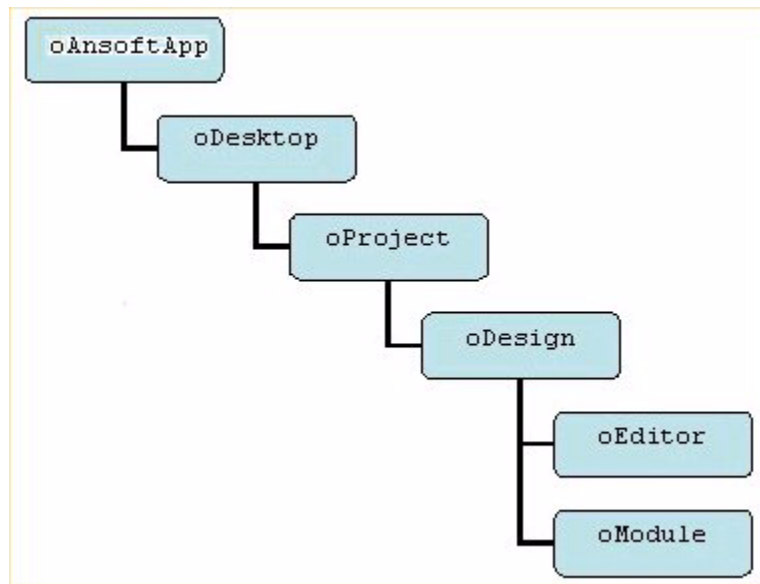 oAnsoftApp
oDesktop
oProject
oDesign
oEditor
oModule